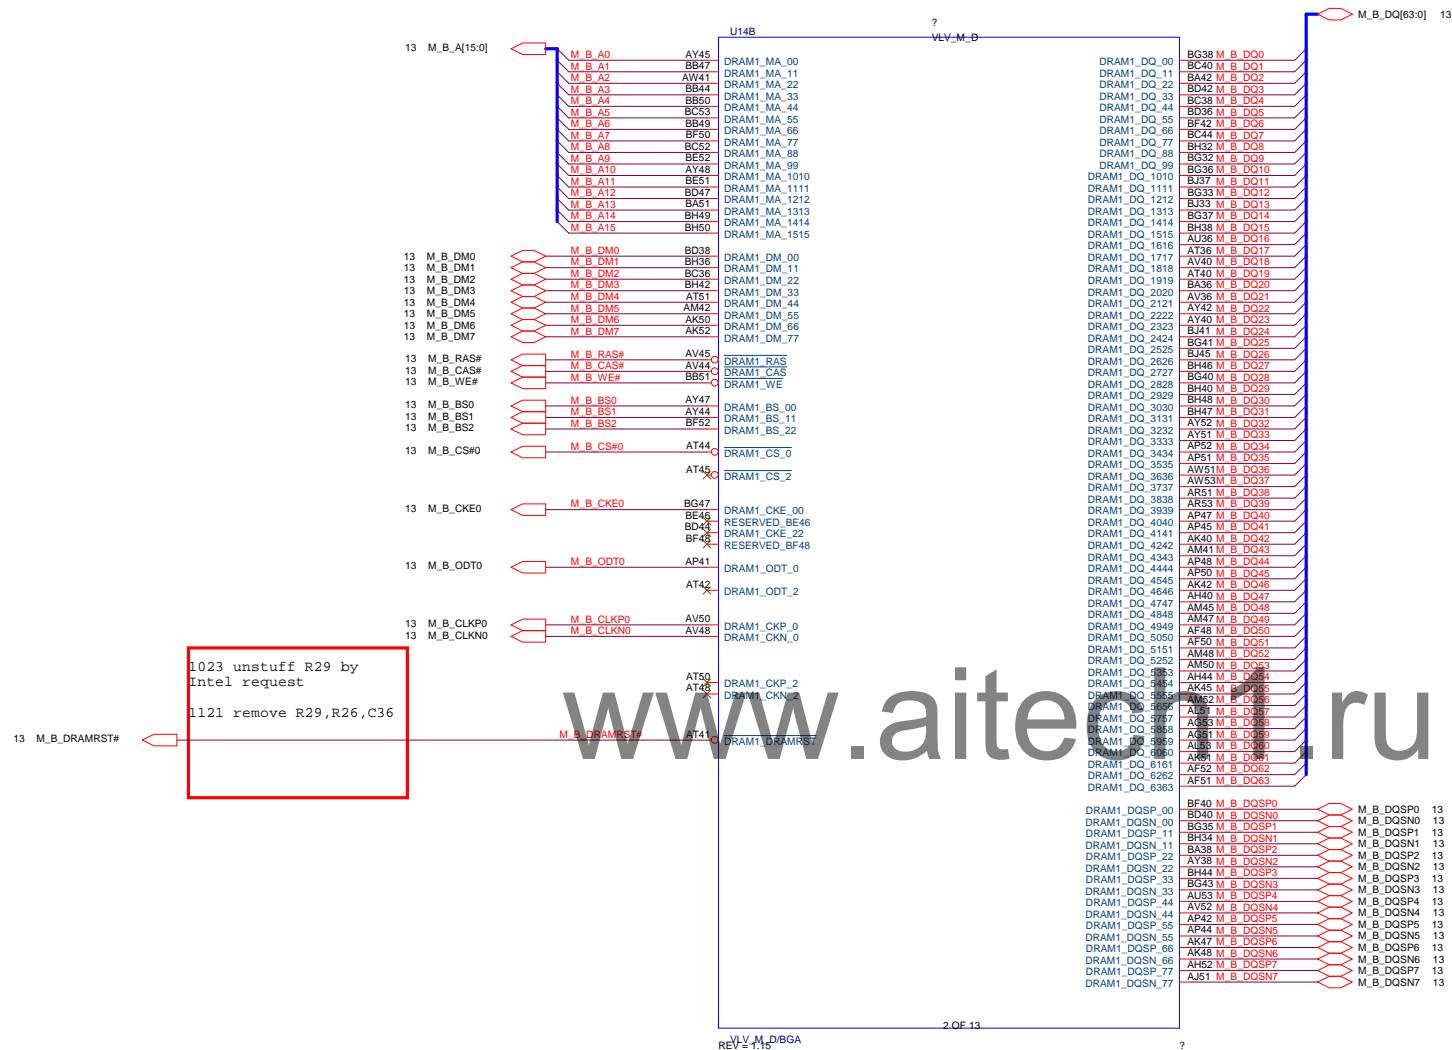 ?
M_B_DQ[63:0] 13
U14B
VLV_M_D
13 M_B_A[15:0]
M_B_A0 AY45 DRAM1_MA_00
M_B_A1 BB47 DRAM1_MA_11
M_B_A2 AW41 DRAM1_MA_22
M_B_A3 BB44 DRAM1_MA_33
M_B_A4 BB50 DRAM1_MA_44
M_B_A5 BC53 DRAM1_MA_55
M_B_A6 BB49 DRAM1_MA_66
M_B_A7 BF50 DRAM1_MA_77
M_B_A8 BC52 DRAM1_MA_88
M_B_A9 BE52 DRAM1_MA_99
M_B_A10 AY48 DRAM1_MA_1010
M_B_A11 BE51 DRAM1_MA_1111
M_B_A12 BD47 DRAM1_MA_1212
M_B_A13 BA51 DRAM1_MA_1313
M_B_A14 BH49 DRAM1_MA_1414
M_B_A15 BH50 DRAM1_MA_1515
13 M_B_DM0 M_B_DM0 BD38 DRAM1_DM_00
13 M_B_DM1 M_B_DM1 BH36 DRAM1_DM_11
13 M_B_DM2 M_B_DM2 BC36 DRAM1_DM_22
13 M_B_DM3 M_B_DM3 BH42 DRAM1_DM_33
13 M_B_DM4 M_B_DM4 AT51 DRAM1_DM_44
13 M_B_DM5 M_B_DM5 AM42 DRAM1_DM_55
13 M_B_DM6 M_B_DM6 AK50 DRAM1_DM_66
13 M_B_DM7 M_B_DM7 AK52 DRAM1_DM_77
13 M_B_RAS# M_B_RAS# AV45 DRAM1_RAS
13 M_B_CAS# M_B_CAS# AV44 DRAM1_CAS
13 M_B_WE# M_B_WE# BB51 DRAM1_WE
13 M_B_BS0 M_B_BS0 AY47 DRAM1_BS_00
13 M_B_BS1 M_B_BS1 AY44 DRAM1_BS_11
13 M_B_BS2 M_B_BS2 BF52 DRAM1_BS_22
13 M_B_CS#0 M_B_CS#0 AT44 DRAM1_CS_0
AT45 DRAM1_CS_2
13 M_B_CKE0 M_B_CKE0 BG47 DRAM1_CKE_00
BE46 RESERVED_BE46
BD44 DRAM1_CKE_22
BF48 RESERVED_BF48
13 M_B_ODT0 M_B_ODT0 AP41 DRAM1_ODT_0
AT42 DRAM1_ODT_2
13 M_B_CLKP0 M_B_CLKP0 AV50 DRAM1_CKP_0
13 M_B_CLKN0 M_B_CLKN0 AV48 DRAM1_CKN_0
AT50 DRAM1_CKP_2
AT48 DRAM1_CKN_2
1023 unstuff R29 by
Intel request
1121 remove R29,R26,C36
13 M_B_DRAMRST# M_B_DRAMRST# AT41 DRAM1_DRAMRST
DRAM1_DQ_00 BG38 M_B_DQ0
DRAM1_DQ_11 BC40 M_B_DQ1
DRAM1_DQ_22 BA42 M_B_DQ2
DRAM1_DQ_33 BD42 M_B_DQ3
DRAM1_DQ_44 BC38 M_B_DQ4
DRAM1_DQ_55 BD36 M_B_DQ5
DRAM1_DQ_66 BF42 M_B_DQ6
DRAM1_DQ_77 BC44 M_B_DQ7
DRAM1_DQ_88 BH32 M_B_DQ8
DRAM1_DQ_99 BG32 M_B_DQ9
DRAM1_DQ_1010 BG36 M_B_DQ10
DRAM1_DQ_1111 BJ37 M_B_DQ11
DRAM1_DQ_1212 BG33 M_B_DQ12
DRAM1_DQ_1313 BJ33 M_B_DQ13
DRAM1_DQ_1414 BG37 M_B_DQ14
DRAM1_DQ_1515 BH38 M_B_DQ15
DRAM1_DQ_1616 AU36 M_B_DQ16
DRAM1_DQ_1717 AT36 M_B_DQ17
DRAM1_DQ_1818 AV40 M_B_DQ18
DRAM1_DQ_1919 AT40 M_B_DQ19
DRAM1_DQ_2020 BA36 M_B_DQ20
DRAM1_DQ_2121 AV36 M_B_DQ21
DRAM1_DQ_2222 AY42 M_B_DQ22
DRAM1_DQ_2323 AY40 M_B_DQ23
DRAM1_DQ_2424 BJ41 M_B_DQ24
DRAM1_DQ_2525 BG41 M_B_DQ25
DRAM1_DQ_2626 BJ45 M_B_DQ26
DRAM1_DQ_2727 BH46 M_B_DQ27
DRAM1_DQ_2828 BG40 M_B_DQ28
DRAM1_DQ_2929 BH40 M_B_DQ29
DRAM1_DQ_3030 BH48 M_B_DQ30
DRAM1_DQ_3131 BH47 M_B_DQ31
DRAM1_DQ_3232 AY52 M_B_DQ32
DRAM1_DQ_3333 AY51 M_B_DQ33
DRAM1_DQ_3434 AP52 M_B_DQ34
DRAM1_DQ_3535 AP51 M_B_DQ35
DRAM1_DQ_3636 AW51 M_B_DQ36
DRAM1_DQ_3737 AW53 M_B_DQ37
DRAM1_DQ_3838 AR51 M_B_DQ38
DRAM1_DQ_3939 AR53 M_B_DQ39
DRAM1_DQ_4040 AP47 M_B_DQ40
DRAM1_DQ_4141 AP45 M_B_DQ41
DRAM1_DQ_4242 AK40 M_B_DQ42
DRAM1_DQ_4343 AM41 M_B_DQ43
DRAM1_DQ_4444 AP48 M_B_DQ44
DRAM1_DQ_4545 AP50 M_B_DQ45
DRAM1_DQ_4646 AK42 M_B_DQ46
DRAM1_DQ_4747 AH40 M_B_DQ47
DRAM1_DQ_4848 AM45 M_B_DQ48
DRAM1_DQ_4949 AM47 M_B_DQ49
DRAM1_DQ_5050 AF48 M_B_DQ50
DRAM1_DQ_5151 AF50 M_B_DQ51
DRAM1_DQ_5252 AM48 M_B_DQ52
DRAM1_DQ_5353 AM50 M_B_DQ53
DRAM1_DQ_5454 AH44 M_B_DQ54
DRAM1_DQ_5555 AK45 M_B_DQ55
DRAM1_DQ_5656 AM52 M_B_DQ56
DRAM1_DQ_5757 AL51 M_B_DQ57
DRAM1_DQ_5858 AG53 M_B_DQ58
DRAM1_DQ_5959 AG51 M_B_DQ59
DRAM1_DQ_6060 AL53 M_B_DQ60
DRAM1_DQ_6161 AK51 M_B_DQ61
DRAM1_DQ_6262 AF52 M_B_DQ62
DRAM1_DQ_6363 AF51 M_B_DQ63
www.aitech1.ru
DRAM1_DQSP_00 BF40 M_B_DQSP0 M_B_DQSP0 13
DRAM1_DQSN_00 BD40 M_B_DQSN0 M_B_DQSN0 13
DRAM1_DQSP_11 BG35 M_B_DQSP1 M_B_DQSP1 13
DRAM1_DQSN_11 BH34 M_B_DQSN1 M_B_DQSN1 13
DRAM1_DQSP_22 BA38 M_B_DQSP2 M_B_DQSP2 13
DRAM1_DQSN_22 AY38 M_B_DQSN2 M_B_DQSN2 13
DRAM1_DQSP_33 BH44 M_B_DQSP3 M_B_DQSP3 13
DRAM1_DQSN_33 BG43 M_B_DQSN3 M_B_DQSN3 13
DRAM1_DQSP_44 AU53 M_B_DQSP4 M_B_DQSP4 13
DRAM1_DQSN_44 AV52 M_B_DQSN4 M_B_DQSN4 13
DRAM1_DQSP_55 AP42 M_B_DQSP5 M_B_DQSP5 13
DRAM1_DQSN_55 AP44 M_B_DQSN5 M_B_DQSN5 13
DRAM1_DQSP_66 AK47 M_B_DQSP6 M_B_DQSP6 13
DRAM1_DQSN_66 AK48 M_B_DQSN6 M_B_DQSN6 13
DRAM1_DQSP_77 AH52 M_B_DQSP7 M_B_DQSP7 13
DRAM1_DQSN_77 AJ51 M_B_DQSN7 M_B_DQSN7 13
2 OF 13
VLV_M_D/BGA
REV = 1.15
?